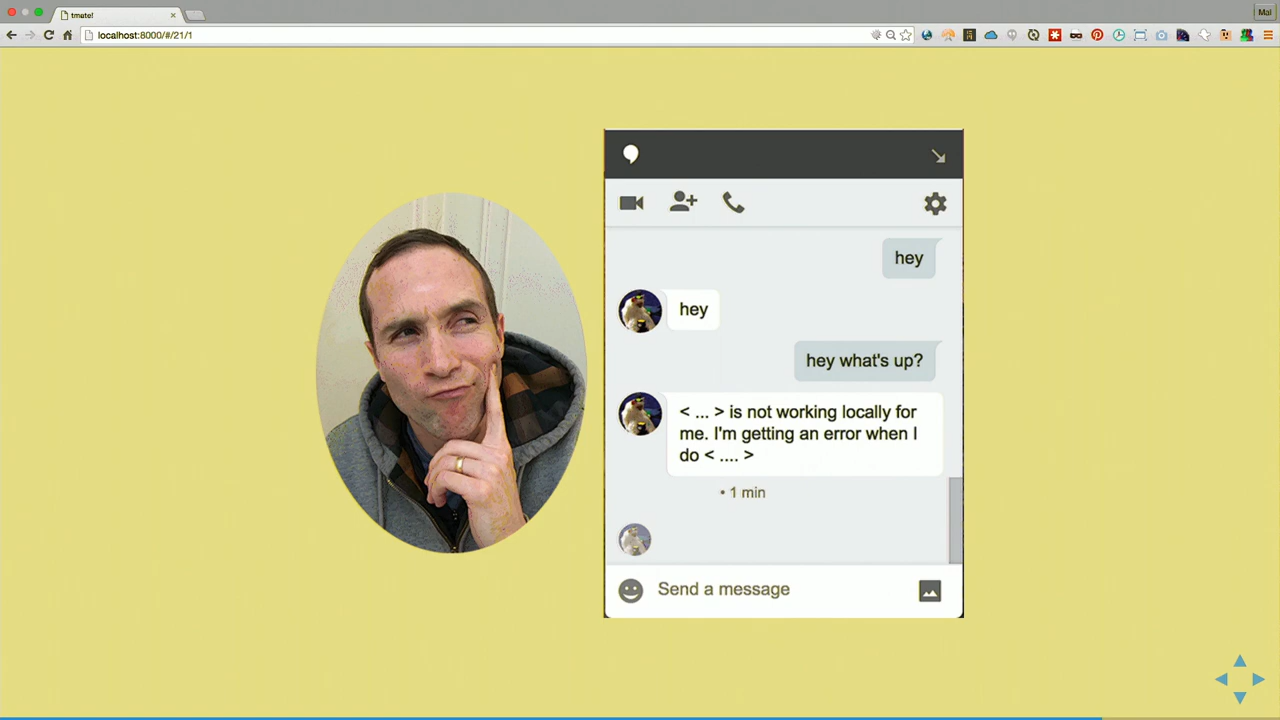 tmate!
Mal
localhost:8000/#/21/1
hey
hey
hey what's up?
< ... > is not working locally for
me. I'm getting an error when I
do < .... >
• 1 min
Send a message